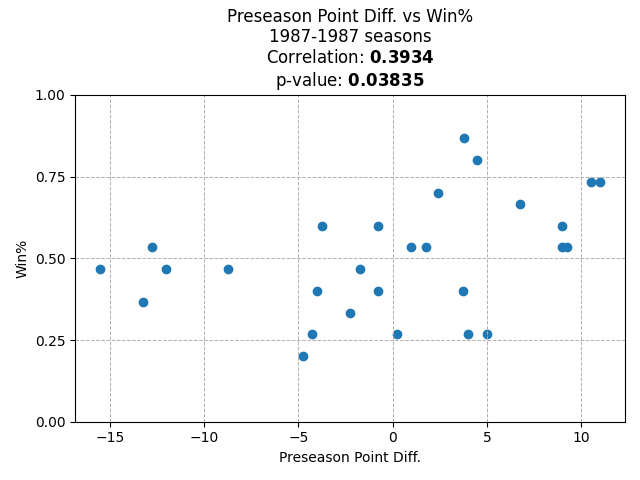 Preseason Point Diff. vs Win%
1987-1987 seasons
Correlation: 0.3934
p-value: 0.03835
1.00
0.75
0.50
0.25
0.00
Win%
−15
−10
−5
0
5
10
Preseason Point Diff.